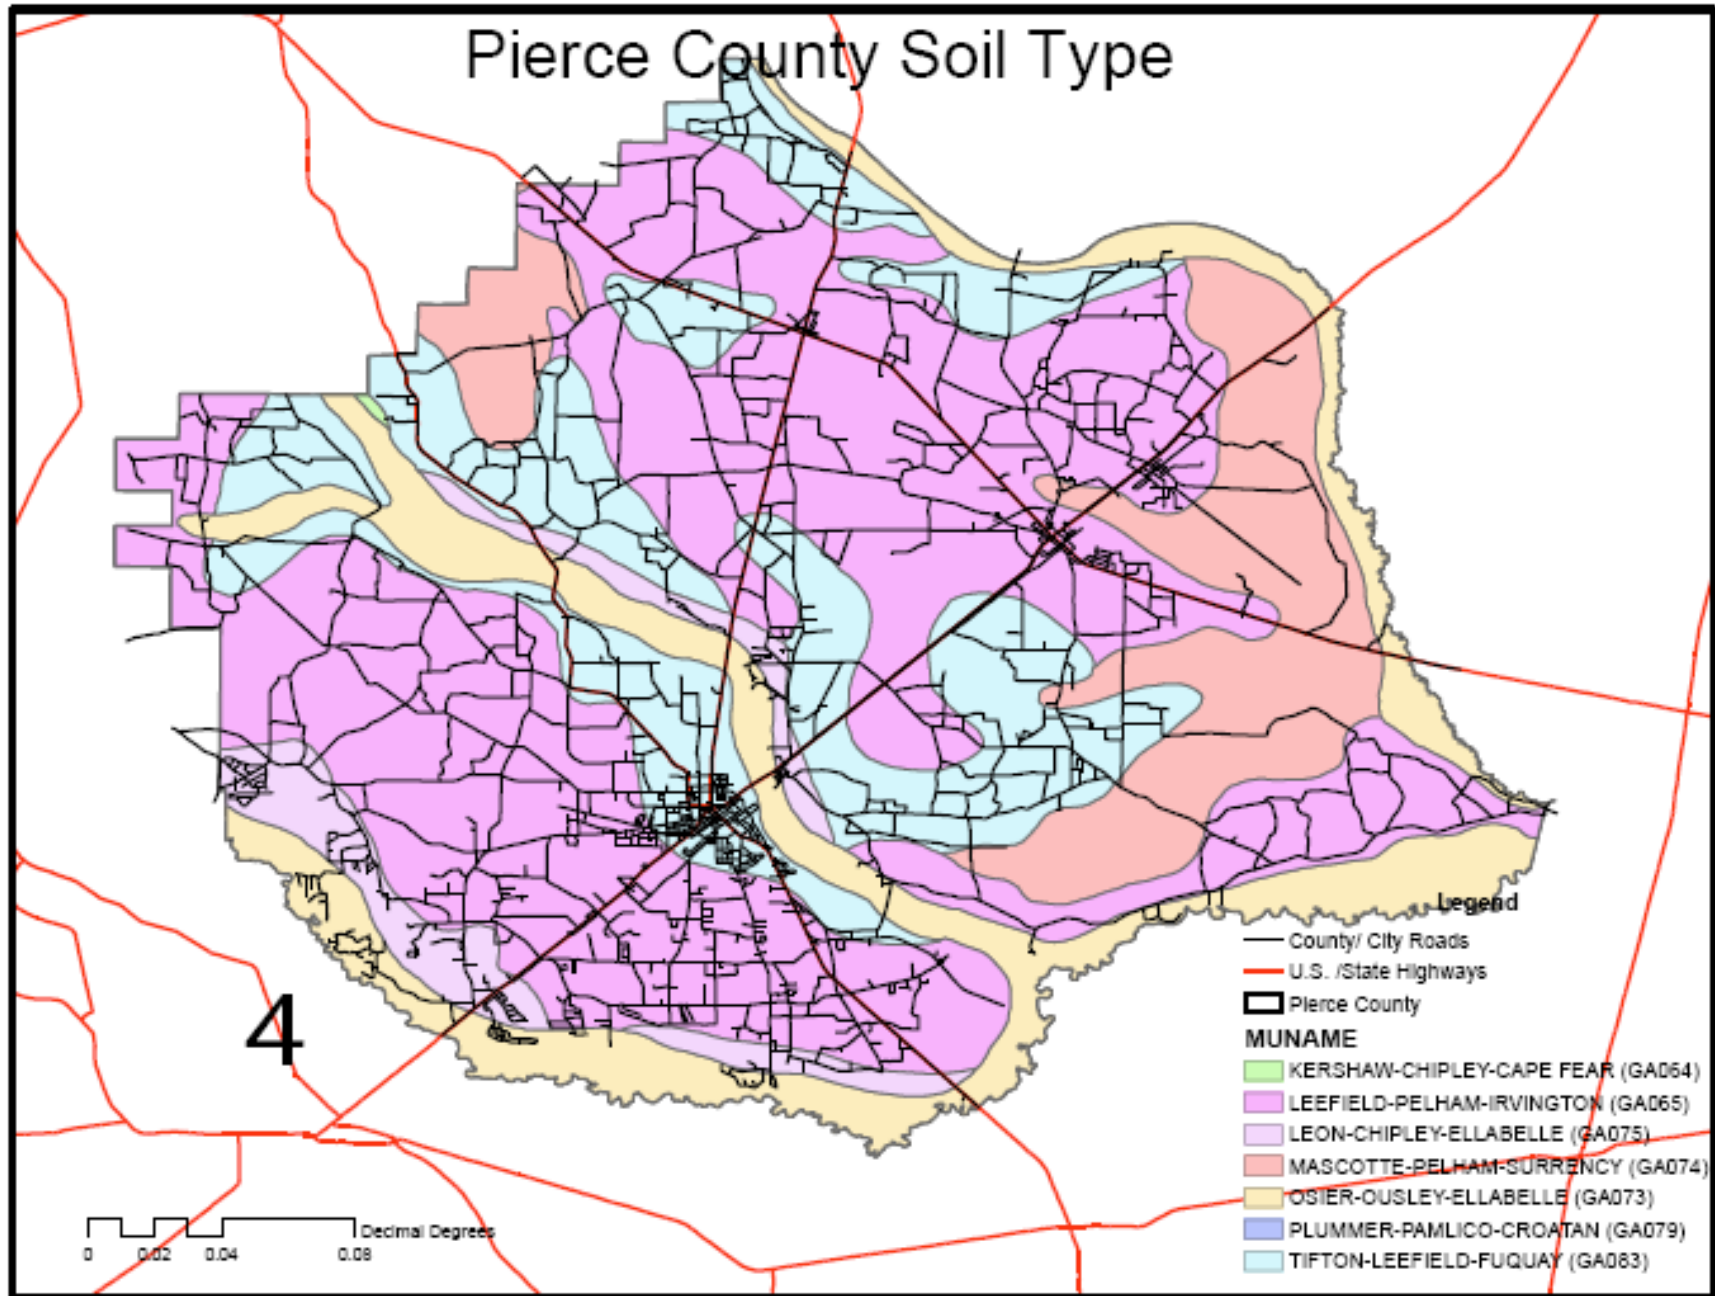 Pierce County Soil Type
Legend
County/ City Roads
U.S. /State Highways
Pierce County
MUNAME
KERSHAW-CHIPLEY-CAPE FEAR (GA064)
LEEFIELD-PELHAM-IRVINGTON (GA065)
LEON-CHIPLEY-ELLABELLE (GA075)
MASCOTTE-PELHAM-SURRENCY (GA074)
OSIER-OUSLEY-ELLABELLE (GA073)
PLUMMER-PAMLICO-CROATAN (GA079)
TIFTON-LEEFIELD-FUQUAY (GA083)
4
Decimal Degrees
0 0.02 0.04 0.08